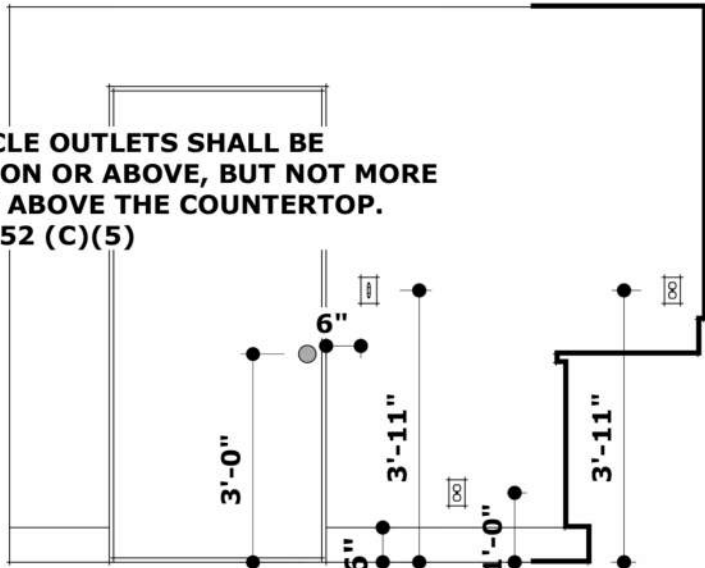 CLE OUTLETS SHALL BE
ON OR ABOVE, BUT NOT MORE
ABOVE THE COUNTERTOP.
52 (C)(5)
6"
3'-11"
3'-11"
3'-0"
1'-0"
6"